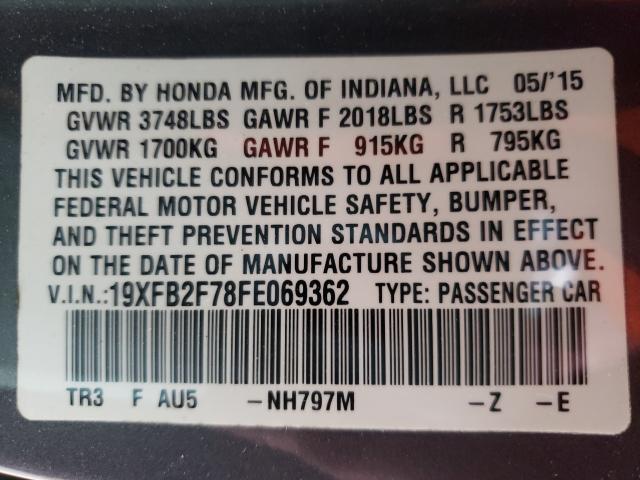 MFD. BY HONDA MFG. OF INDIANA, LLC 05/'15
GVWR 3748LBS GAWR F 2018LBS R 1753LBS
GVWR 1700KG GAWR F 915KG R 795KG
THIS VEHICLE CONFORMS TO ALL APPLICABLE
FEDERAL MOTOR VEHICLE SAFETY, BUMPER,
AND THEFT PREVENTION STANDARDS IN EFFECT
ON THE DATE OF MANUFACTURE SHOWN ABOVE.
V.I.N.:19XFB2F78FE069362 TYPE: PASSENGER CAR
TR3 F AU5 -NH797M -Z -E